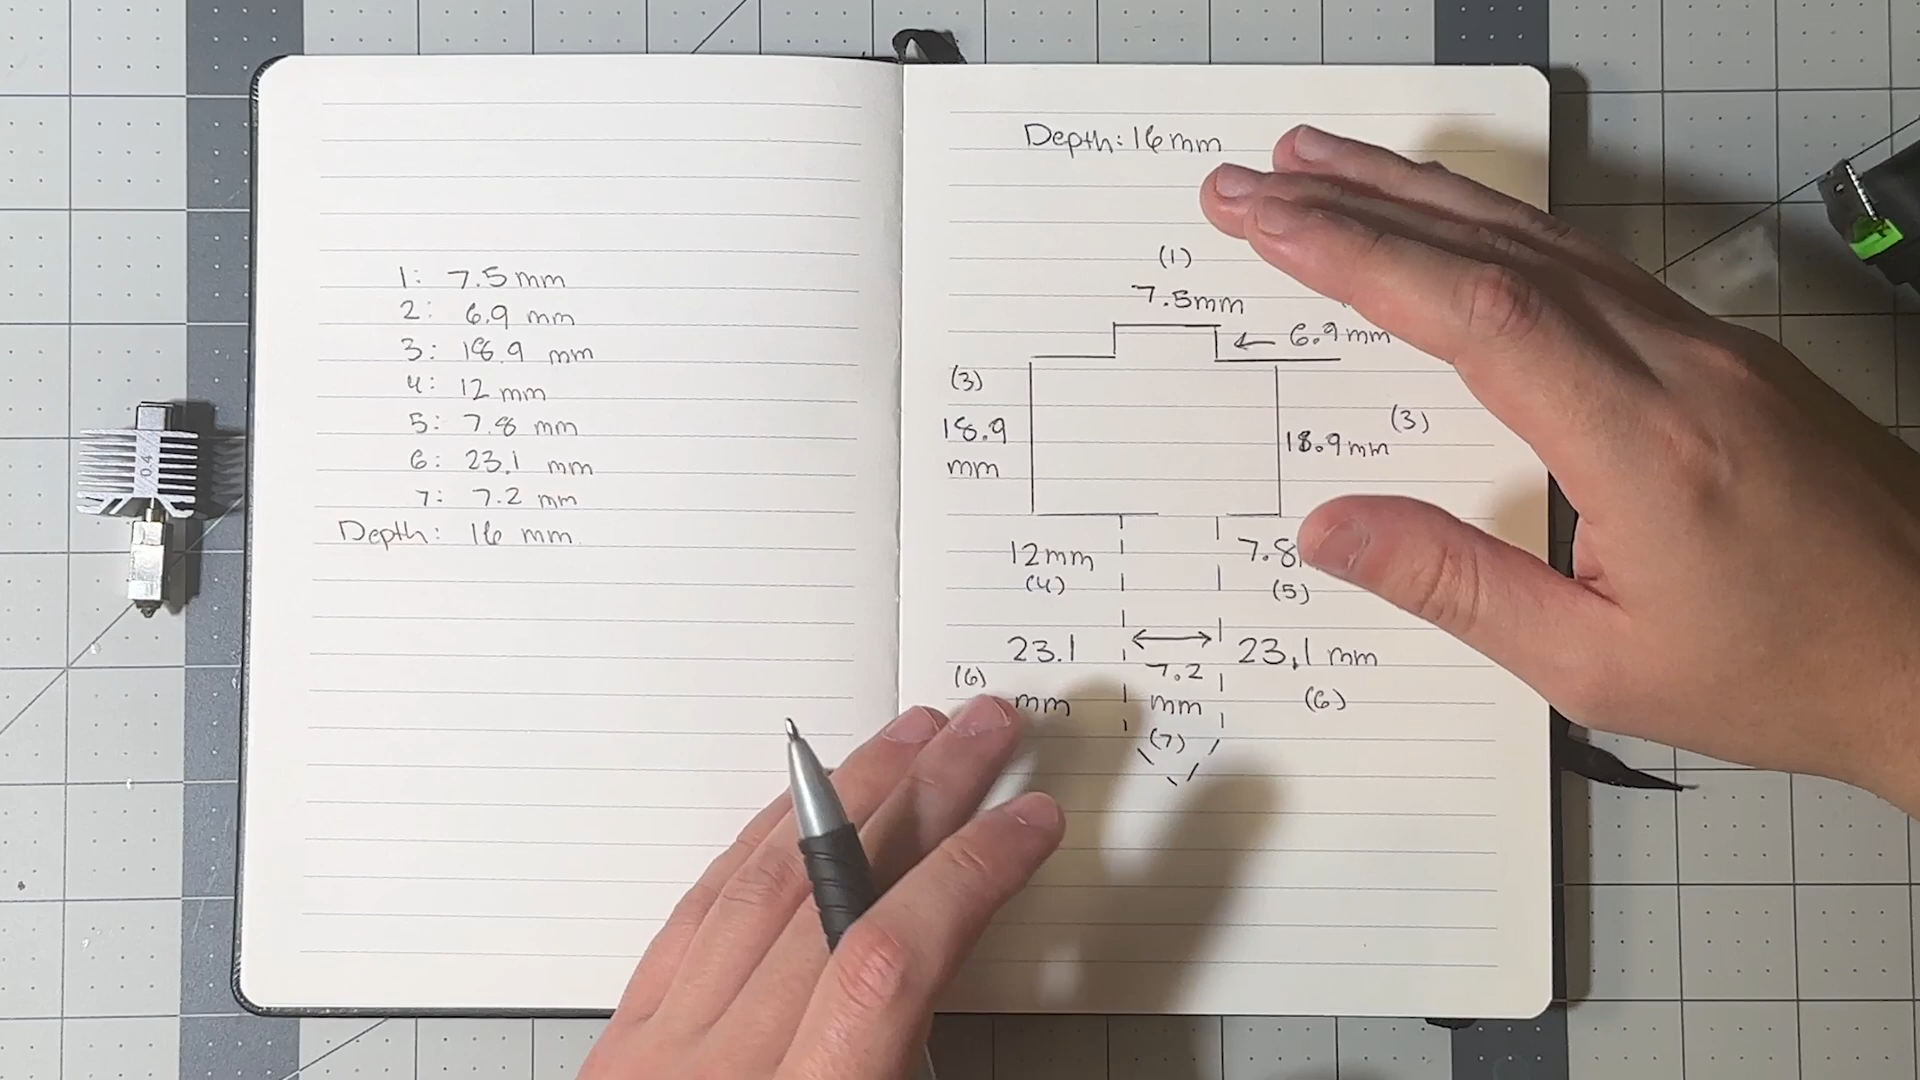 1: 7.5 mm
2: 6.9 mm
3: 18.9 mm
4: 12 mm
5: 7.8 mm
6: 23.1 mm
7: 7.2 mm
Depth: 16 mm
Depth: 16 mm
(1)
7.5mm
6.9mm
(3)
18.9
mm
18.9mm
(3)
12mm
(4)
7.8
(5)
23.1
mm
(6)
7.2
mm
(7)
23.1 mm
(6)
0.4